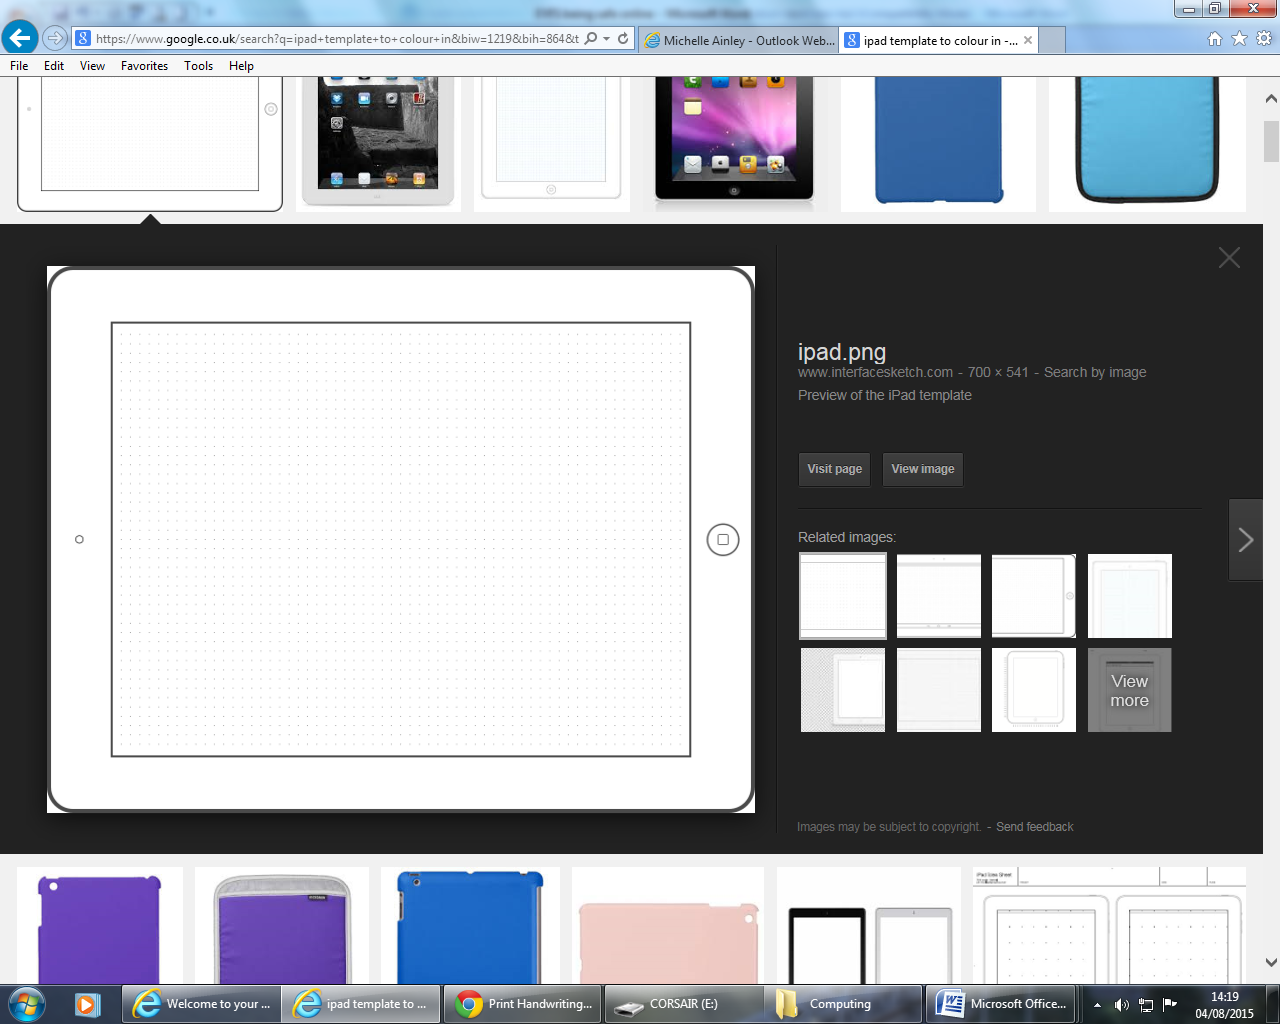 https://www.google.co.uk/search?q=ipad+template+to+colour+in&biw=1219&bih=864&t
Michelle Ainley - Outlook Web...
ipad template to colour in -...
File Edit View Favorites Tools Help
ipad.png
www.interfacesketch.com - 700 × 541 - Search by image
Preview of the iPad template
Visit page View image
Related images:
View
more
Images may be subject to copyright. - Send feedback
iPad Sketch Sheet
Welcome to your ...
ipad template to ...
Print Handwriting...
CORSAIR (E:)
Computing
Microsoft Office...
14:19
04/08/2015